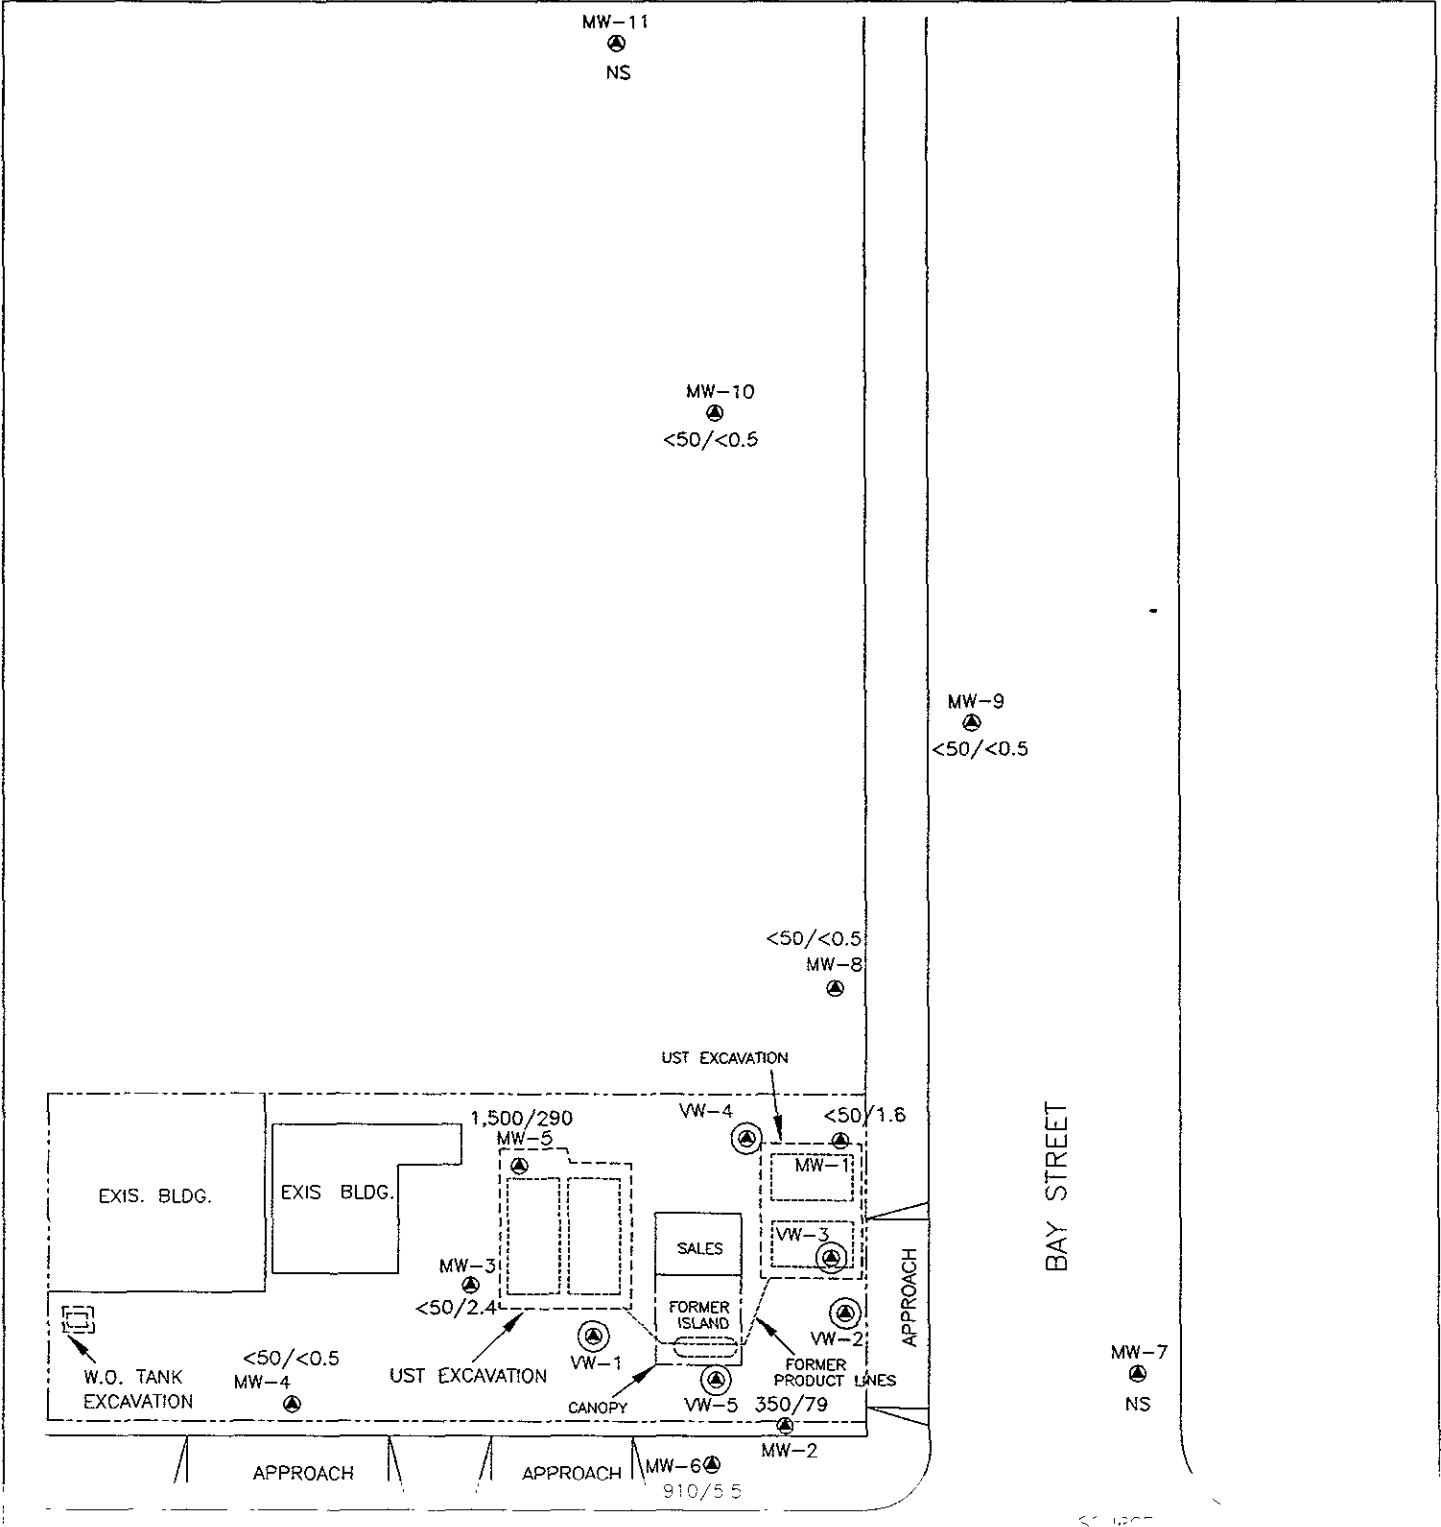 MW-11
NS
MW-10
<50/<0.5
MW-9
<50/<0.5
<50/<0.5
MW-8
UST EXCAVATION
VW-4
<50/1.6
MW-1
1,500/290
MW-5
EXIS. BLDG.
EXIS BLDG.
SALES
VW-3
MW-3
<50/2.4
FORMER
ISLAND
APPROACH
BAY STREET
VW-2
VW-1
UST EXCAVATION
FORMER
PRODUCT LINES
W.O. TANK
EXCAVATION
<50/<0.5
MW-4
CANOPY
VW-5
350/79
MW-2
MW-7
NS
APPROACH
APPROACH
MW-6
910/5 5